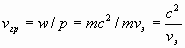 v_гр = w / p = mc² / mv_з = c² / v_з